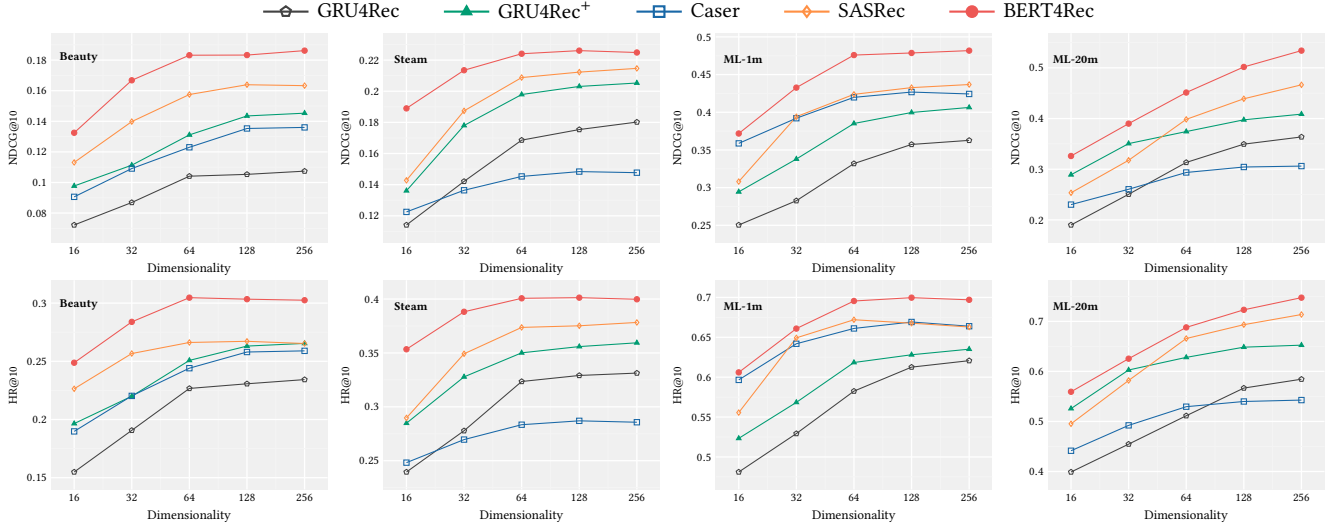 GRU4Rec GRU4Rec+ Caser SASRec BERT4Rec
Beauty
NDCG@10
0.18
0.16
0.14
0.12
0.1
0.08
16 32 64 128 256
Dimensionality
Steam
NDCG@10
0.22
0.2
0.18
0.16
0.14
0.12
16 32 64 128 256
Dimensionality
ML-1m
NDCG@10
0.5
0.45
0.4
0.35
0.3
0.25
16 32 64 128 256
Dimensionality
ML-20m
NDCG@10
0.5
0.4
0.3
0.2
16 32 64 128 256
Dimensionality
Beauty
HR@10
0.3
0.25
0.2
0.15
16 32 64 128 256
Dimensionality
Steam
HR@10
0.4
0.35
0.3
0.25
16 32 64 128 256
Dimensionality
ML-1m
HR@10
0.7
0.65
0.6
0.55
0.5
16 32 64 128 256
Dimensionality
ML-20m
HR@10
0.7
0.6
0.5
0.4
16 32 64 128 256
Dimensionality